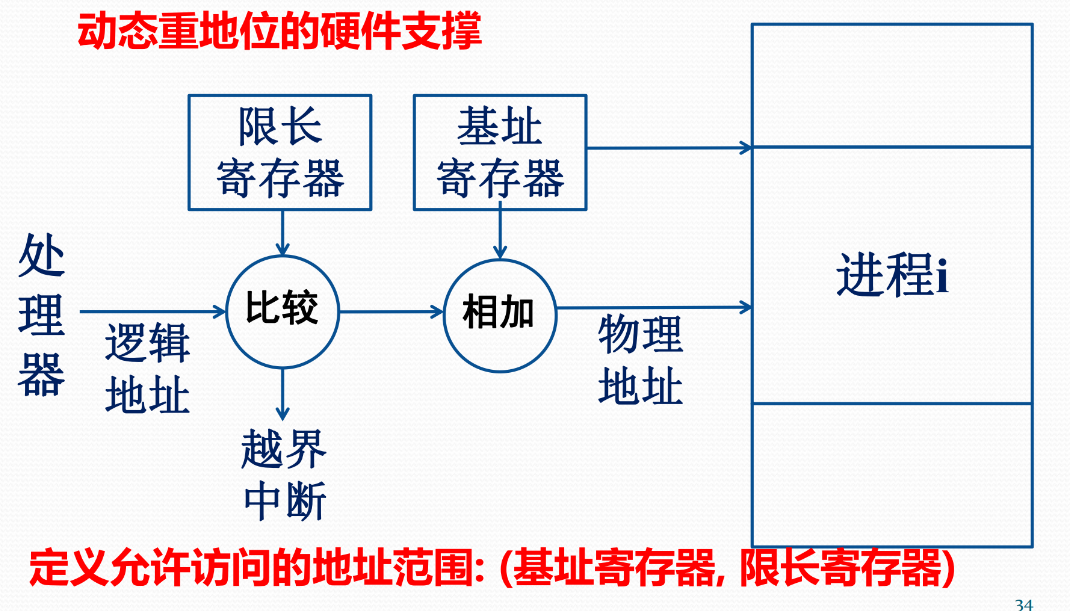 动态重地位的硬件支撑
限长
寄存器
基址
寄存器
处
理
器
逻辑
地址
比较
相加
物理
地址
进程i
越界
中断
定义允许访问的地址范围: (基址寄存器, 限长寄存器)
34